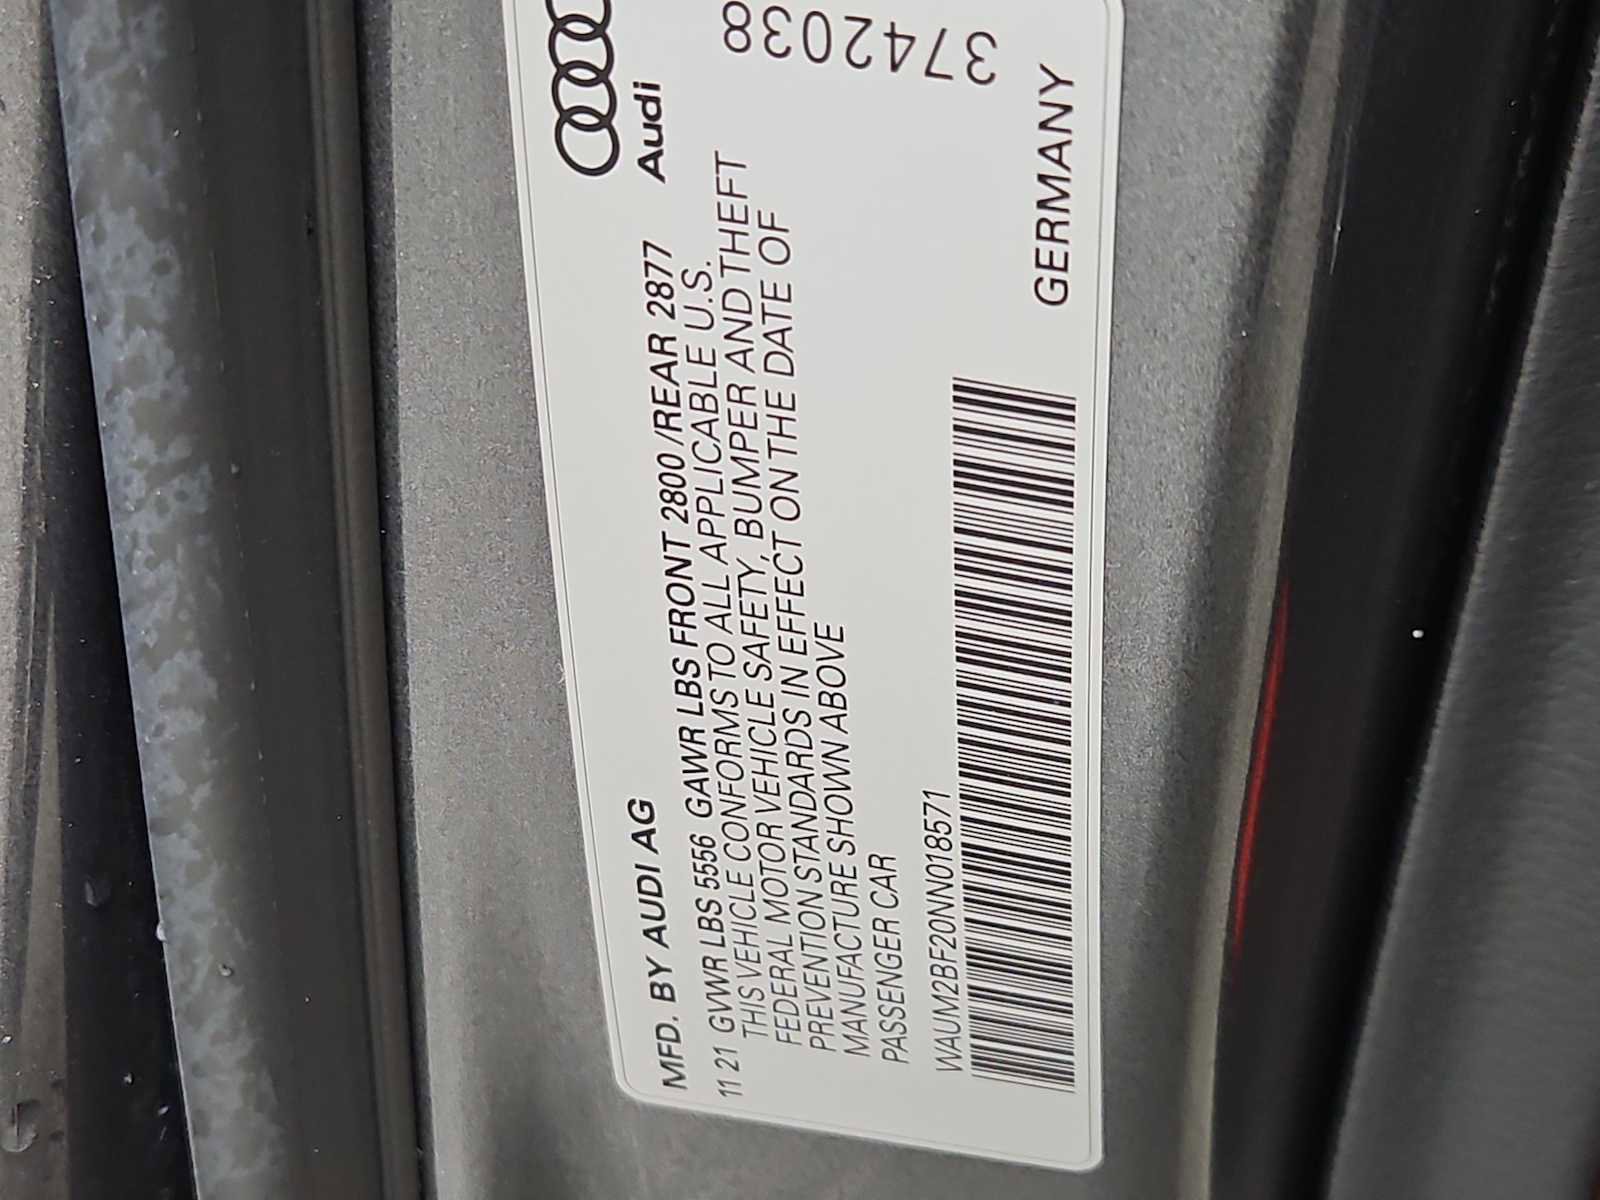 Audi
3742038
MFD. BY AUDI AG
11 21 GVWR LBS 5556 GAWR LBS FRONT 2800/REAR 2877
THIS VEHICLE CONFORMS TO ALL APPLICABLE U.S.
FEDERAL MOTOR VEHICLE SAFETY, BUMPER AND THEFT
PREVENTION STANDARDS IN EFFECT ON THE DATE OF
MANUFACTURE SHOWN ABOVE
PASSENGER CAR
WAUM2BF20NN018571
GERMANY